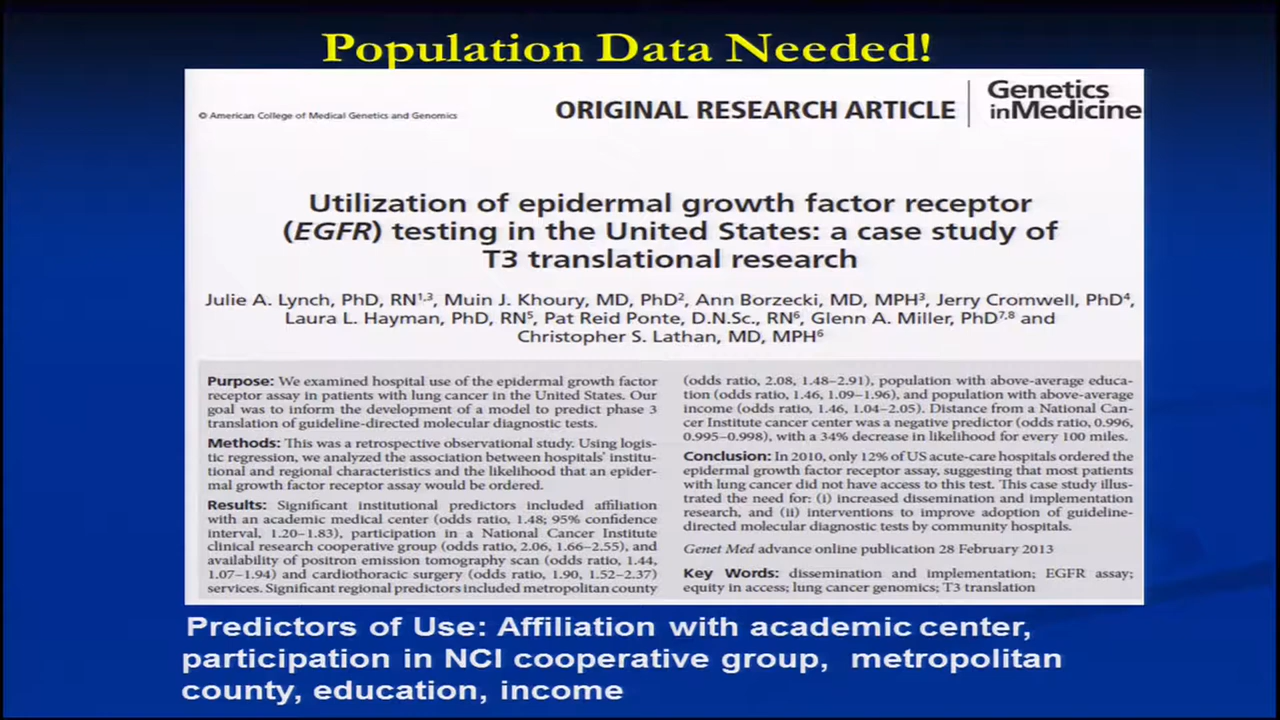 Population Data Needed!
© American College of Medical Genetics and Genomics
ORIGINAL RESEARCH ARTICLE
Genetics
inMedicine
Utilization of epidermal growth factor receptor
(EGFR) testing in the United States: a case study of
T3 translational research
Julie A. Lynch, PhD, RN1,3, Muin J. Khoury, MD, PhD2, Ann Borzecki, MD, MPH3, Jerry Cromwell, PhD4,
Laura L. Hayman, PhD, RN5, Pat Reid Ponte, D.N.Sc., RN6, Glenn A. Miller, PhD7,8 and
Christopher S. Lathan, MD, MPH6
Purpose: We examined hospital use of the epidermal growth factor
receptor assay in patients with lung cancer in the United States. Our
goal was to inform the development of a model to predict phase 3
translation of guideline-directed molecular diagnostic tests.
Methods: This was a retrospective observational study. Using logis-
tic regression, we analyzed the association between hospitals' institu-
tional and regional characteristics and the likelihood that an epider-
mal growth factor receptor assay would be ordered.
Results: Significant institutional predictors included affiliation
with an academic medical center (odds ratio, 1.48; 95% confidence
interval, 1.20–1.83), participation in a National Cancer Institute
clinical research cooperative group (odds ratio, 2.06, 1.66–2.55), and
availability of positron emission tomography scan (odds ratio, 1.44,
1.07–1.94) and cardiothoracic surgery (odds ratio, 1.90, 1.52–2.37)
services. Significant regional predictors included metropolitan county
(odds ratio, 2.08, 1.48–2.91), population with above-average educa-
tion (odds ratio, 1.46, 1.09–1.96), and population with above-average
income (odds ratio, 1.46, 1.04–2.05). Distance from a National Can-
cer Institute cancer center was a negative predictor (odds ratio, 0.996,
0.995–0.998), with a 34% decrease in likelihood for every 100 miles.
Conclusion: In 2010, only 12% of US acute-care hospitals ordered the
epidermal growth factor receptor assay, suggesting that most patients
with lung cancer did not have access to this test. This case study illus-
trated the need for: (i) increased dissemination and implementation
research, and (ii) interventions to improve adoption of guideline-
directed molecular diagnostic tests by community hospitals.
Genet Med advance online publication 28 February 2013
Key Words: dissemination and implementation; EGFR assay;
equity in access; lung cancer genomics; T3 translation
Predictors of Use: Affiliation with academic center,
participation in NCI cooperative group, metropolitan
county, education, income